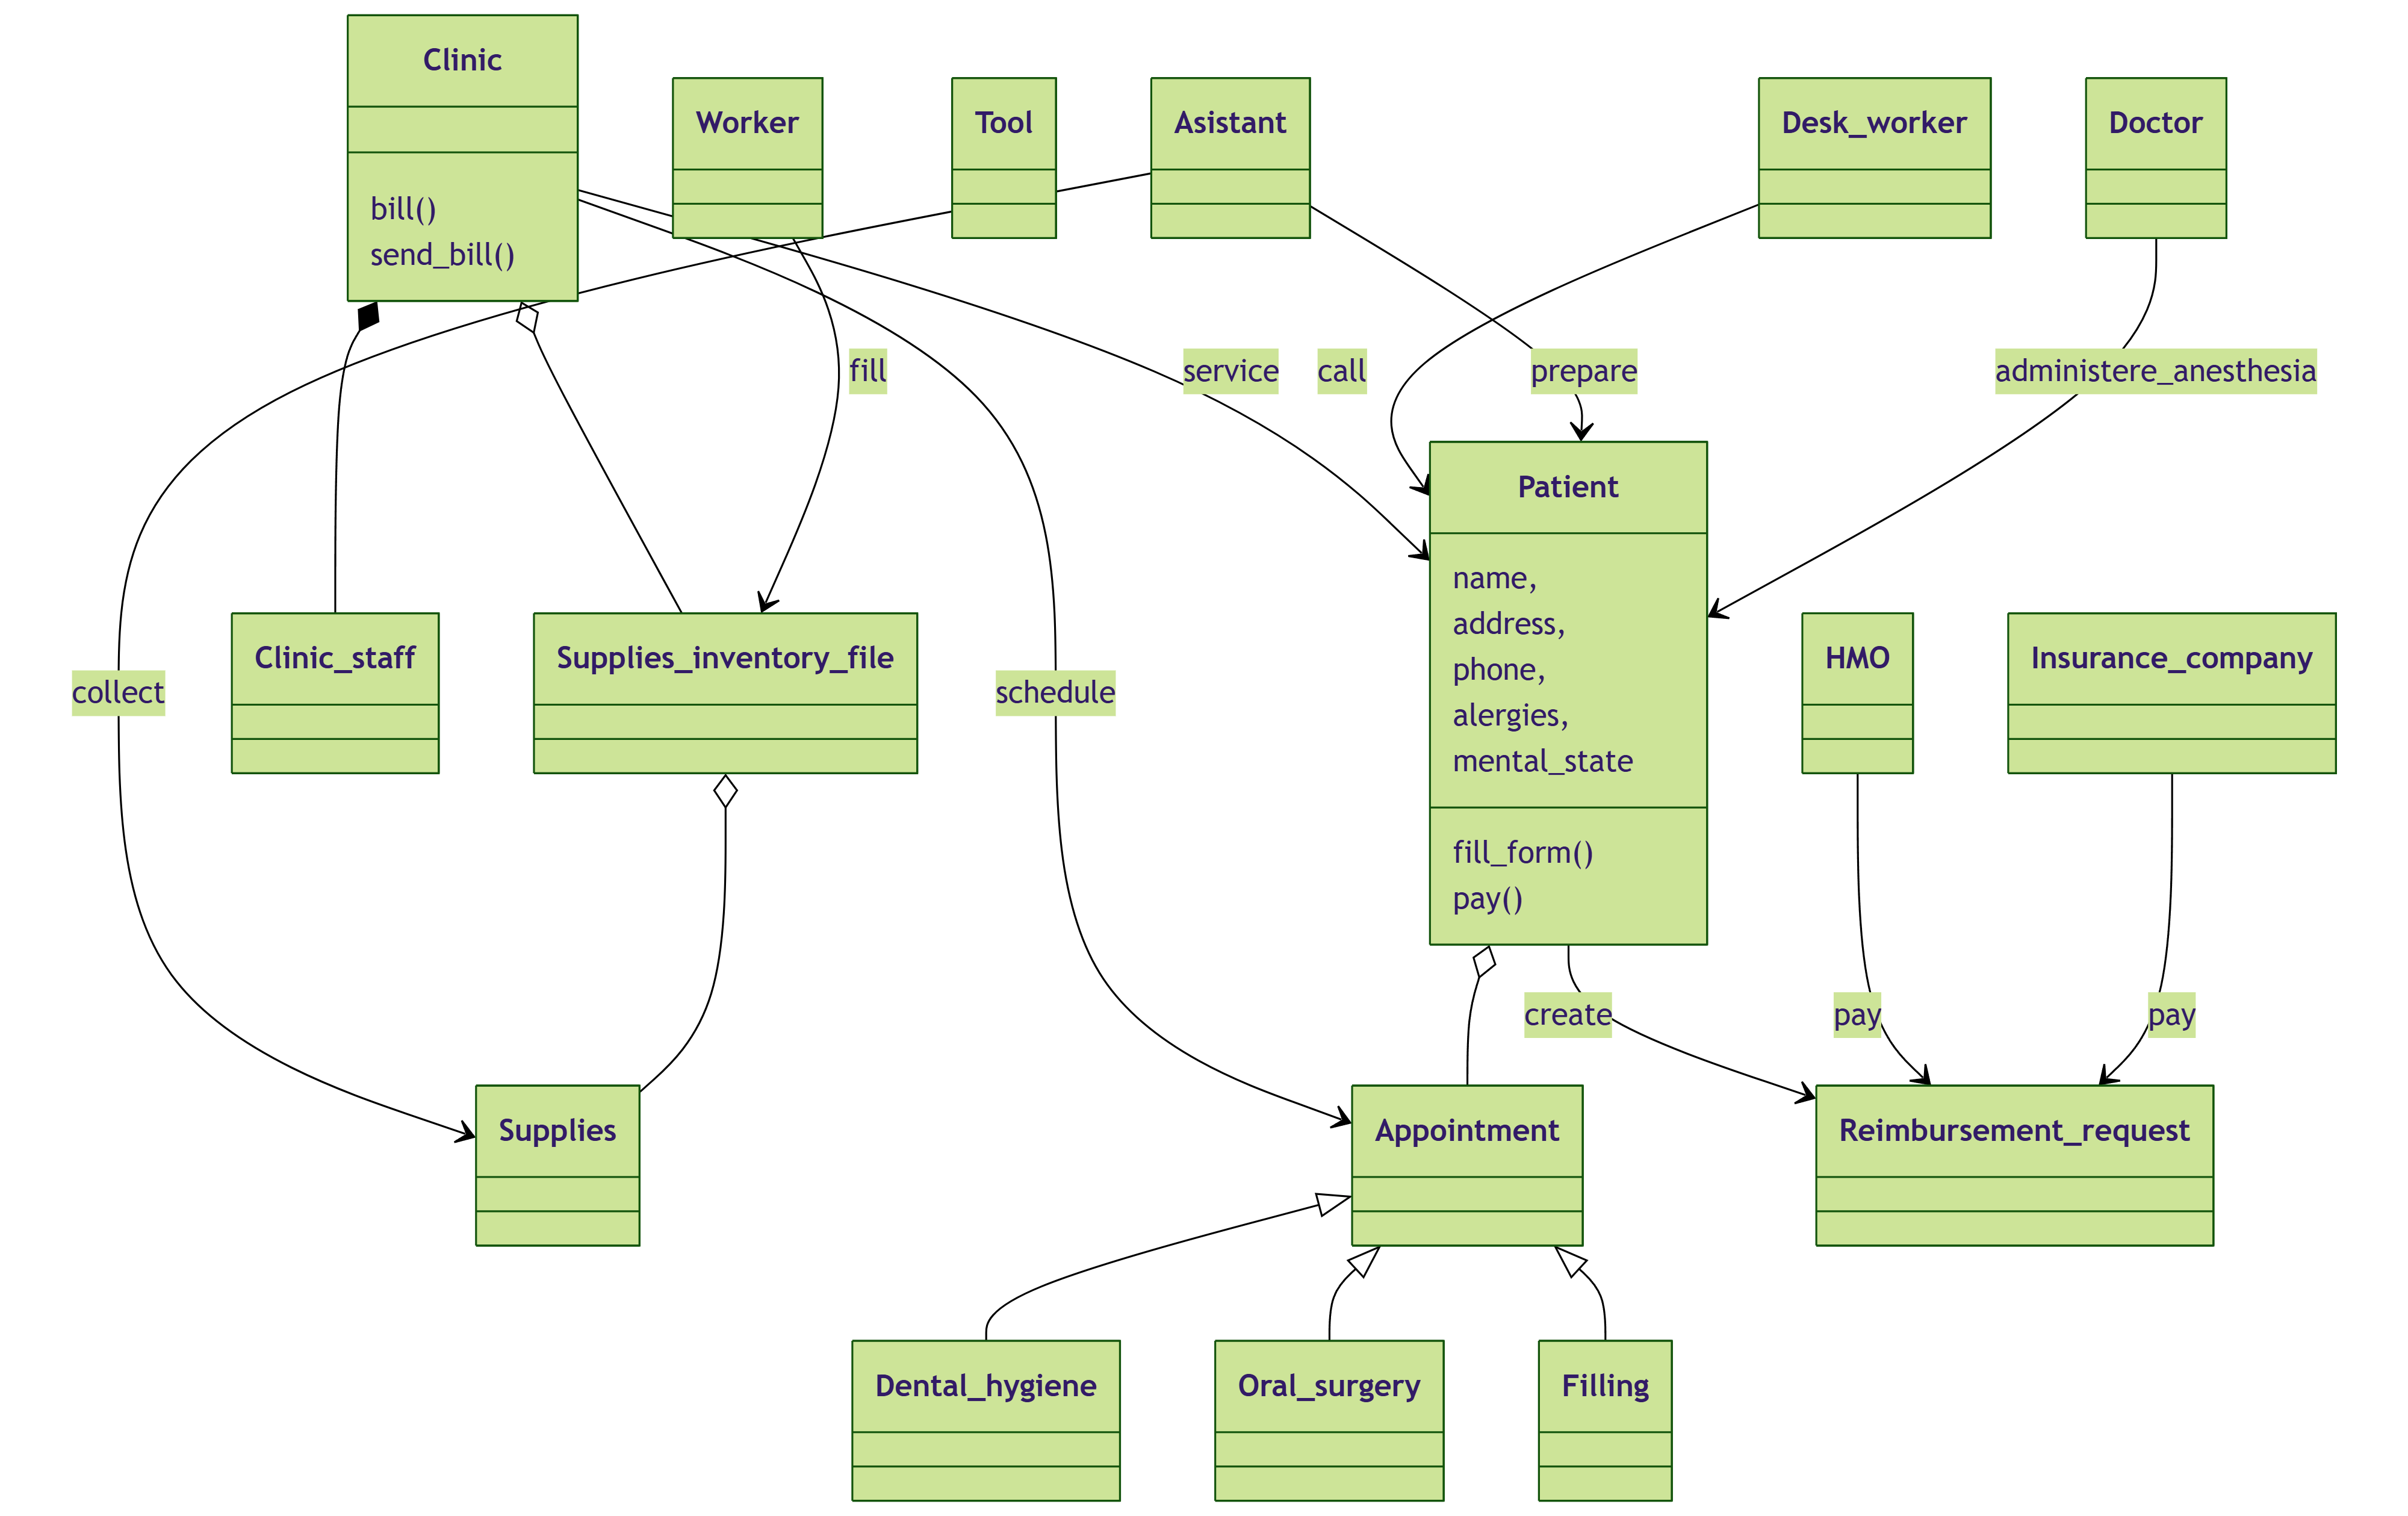 Clinic
bill()
send_bill()
Worker
Tool
Asistant
Desk_worker
Doctor
fill
service
call
prepare
administere_anesthesia
Patient
name,
address,
phone,
alergies,
mental_state
fill_form()
pay()
collect
Clinic_staff
Supplies_inventory_file
schedule
HMO
Insurance_company
create
pay
pay
Supplies
Appointment
Reimbursement_request
Dental_hygiene
Oral_surgery
Filling